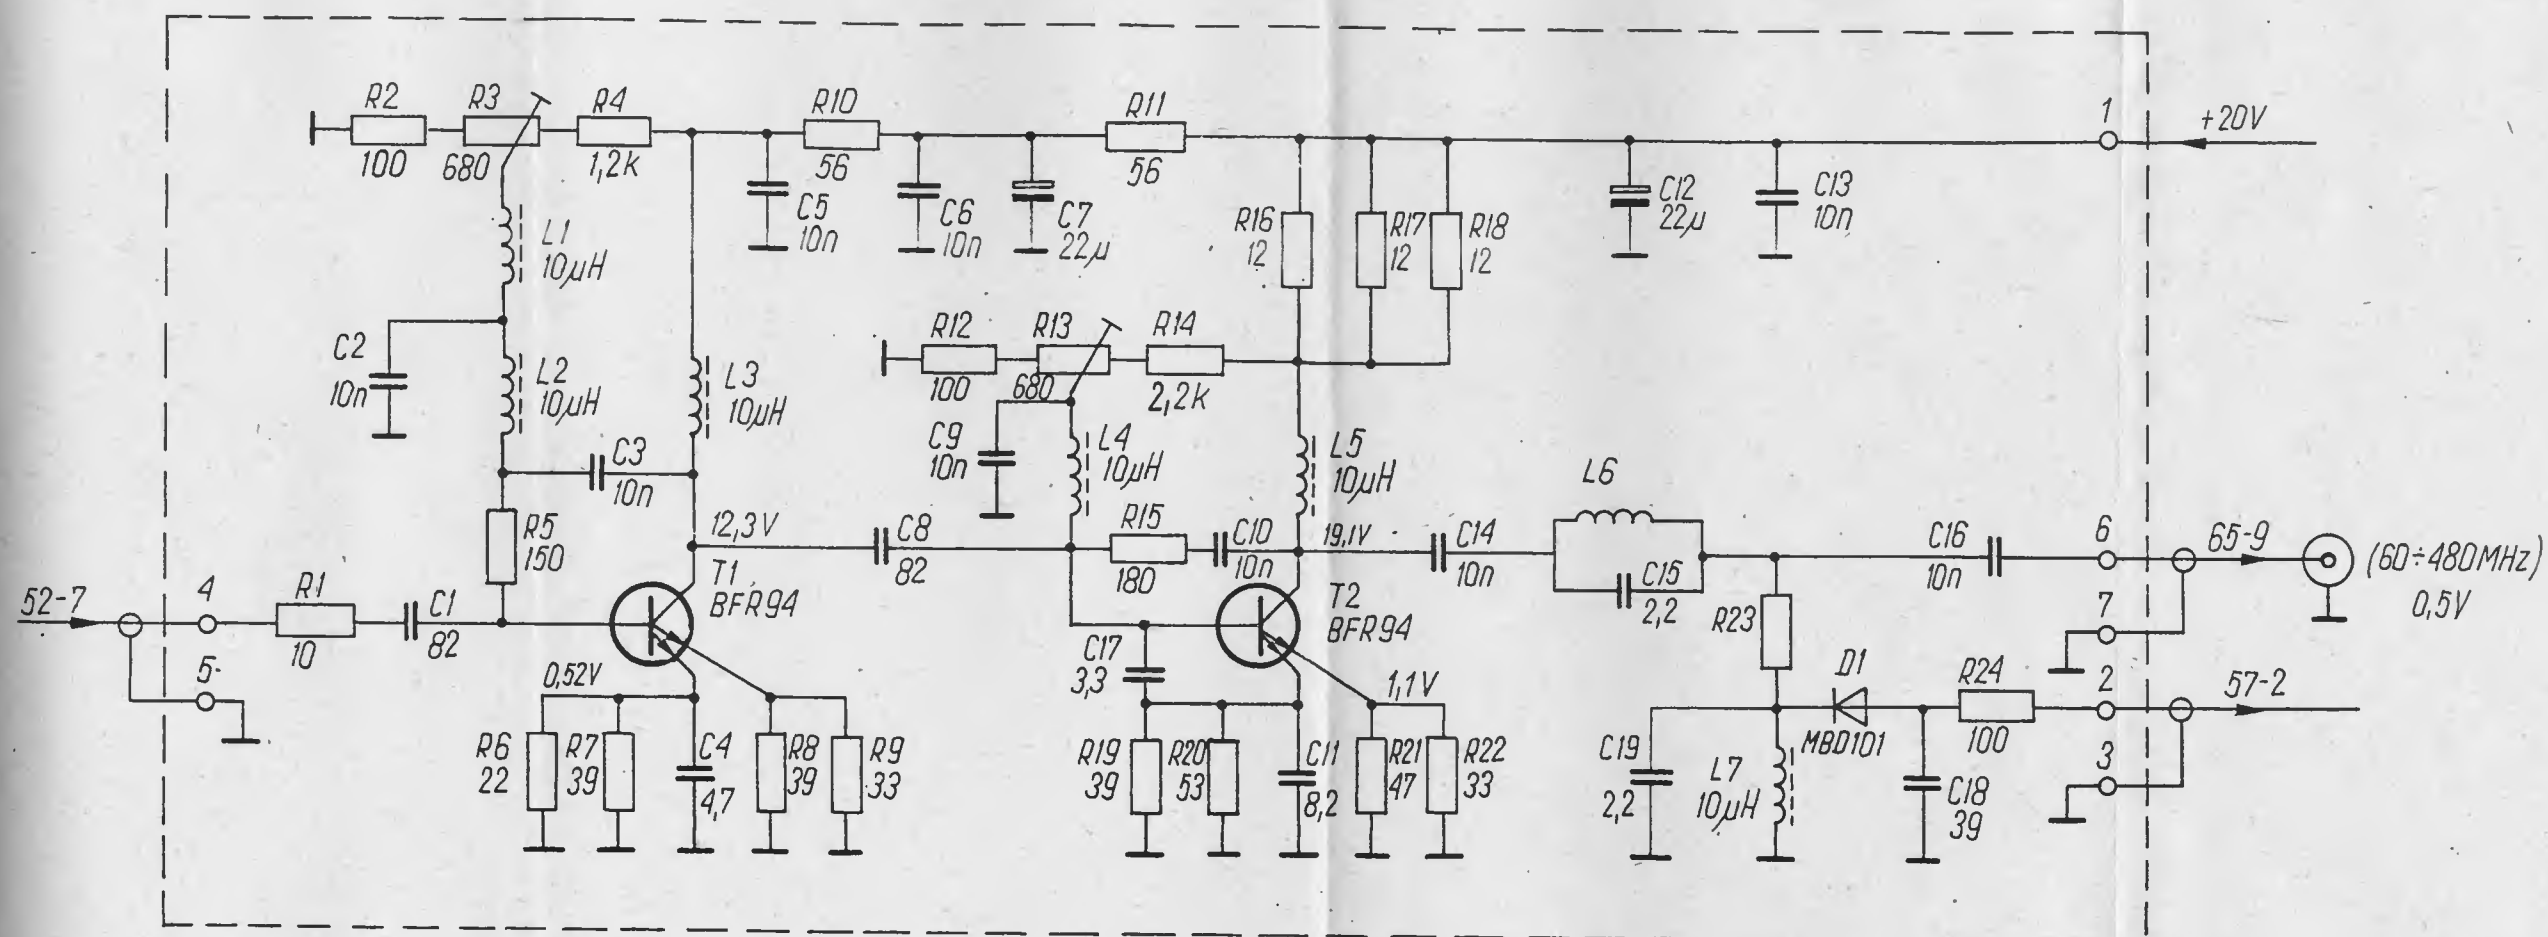 R2
100
R3
680
R4
1,2k
R10
56
R11
56
1
+20V
C5
10n
C6
10n
C7
22µ
R16
12
R17
12
R18
12
C12
22µ
C13
10n
L1
10µH
C2
10n
L2
10µH
L3
10µH
R12
100
R13
680
R14
2,2k
C9
10n
L4
10µH
L5
10µH
L6
C3
10n
R5
150
12,3V
C8
82
R15
180
C10
10n
19,1V
C14
10n
C15
2,2
C16
10n
6
65-9
(60÷480MHz)
0,5V
52-7
4
R1
10
C1
82
T1
BFR94
T2
BFR94
R23
7
5
0,52V
C17
3,3
1,1V
D1
MBD101
R24
100
2
57-2
3
R6
22
R7
39
C4
4,7
R8
39
R9
33
R19
39
R20
53
C11
8,2
R21
47
R22
33
C19
2,2
L7
10µH
C18
39